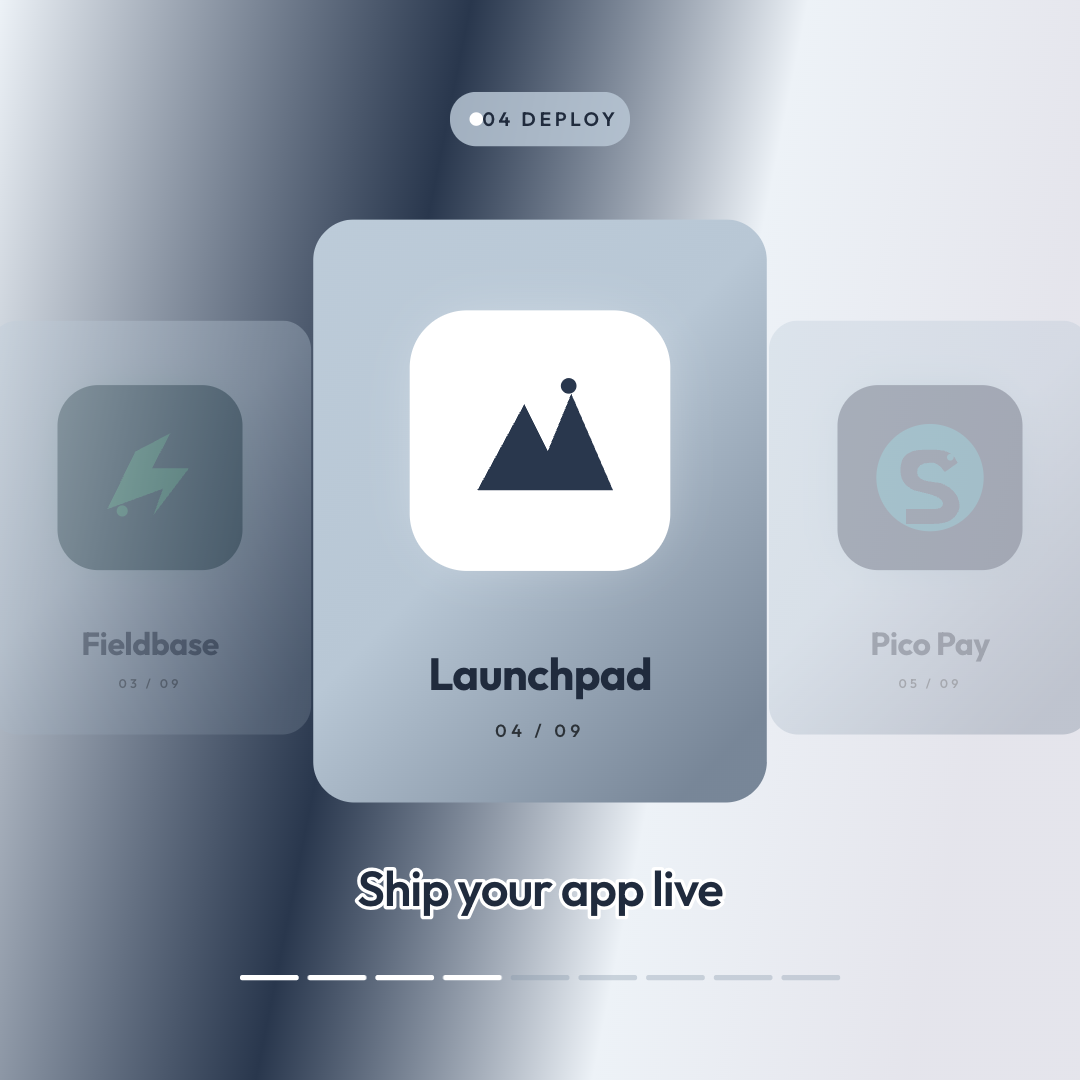 04 DEPLOY
Fieldbase
03 / 09
Launchpad
04 / 09
S
Pico Pay
05 / 09
Ship your app live